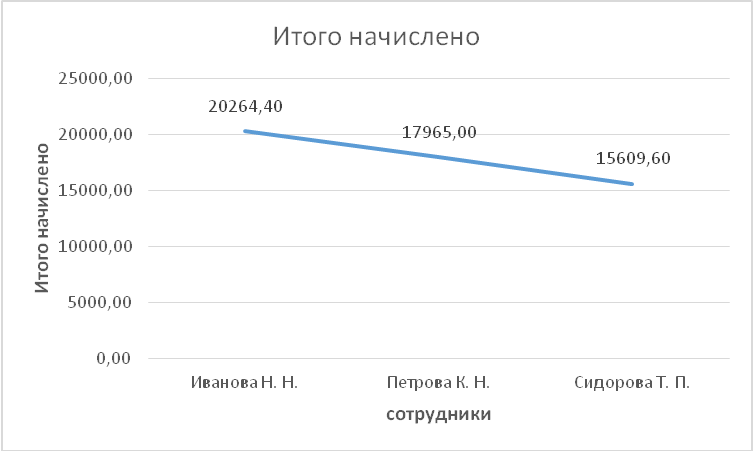 Итого начислено
25000,00
20264,40
20000,00
17965,00
15609,60
15000,00
10000,00
5000,00
0,00
Итого начислено
Иванова Н. Н. Петрова К. Н. Сидорова Т. П.
сотрудники